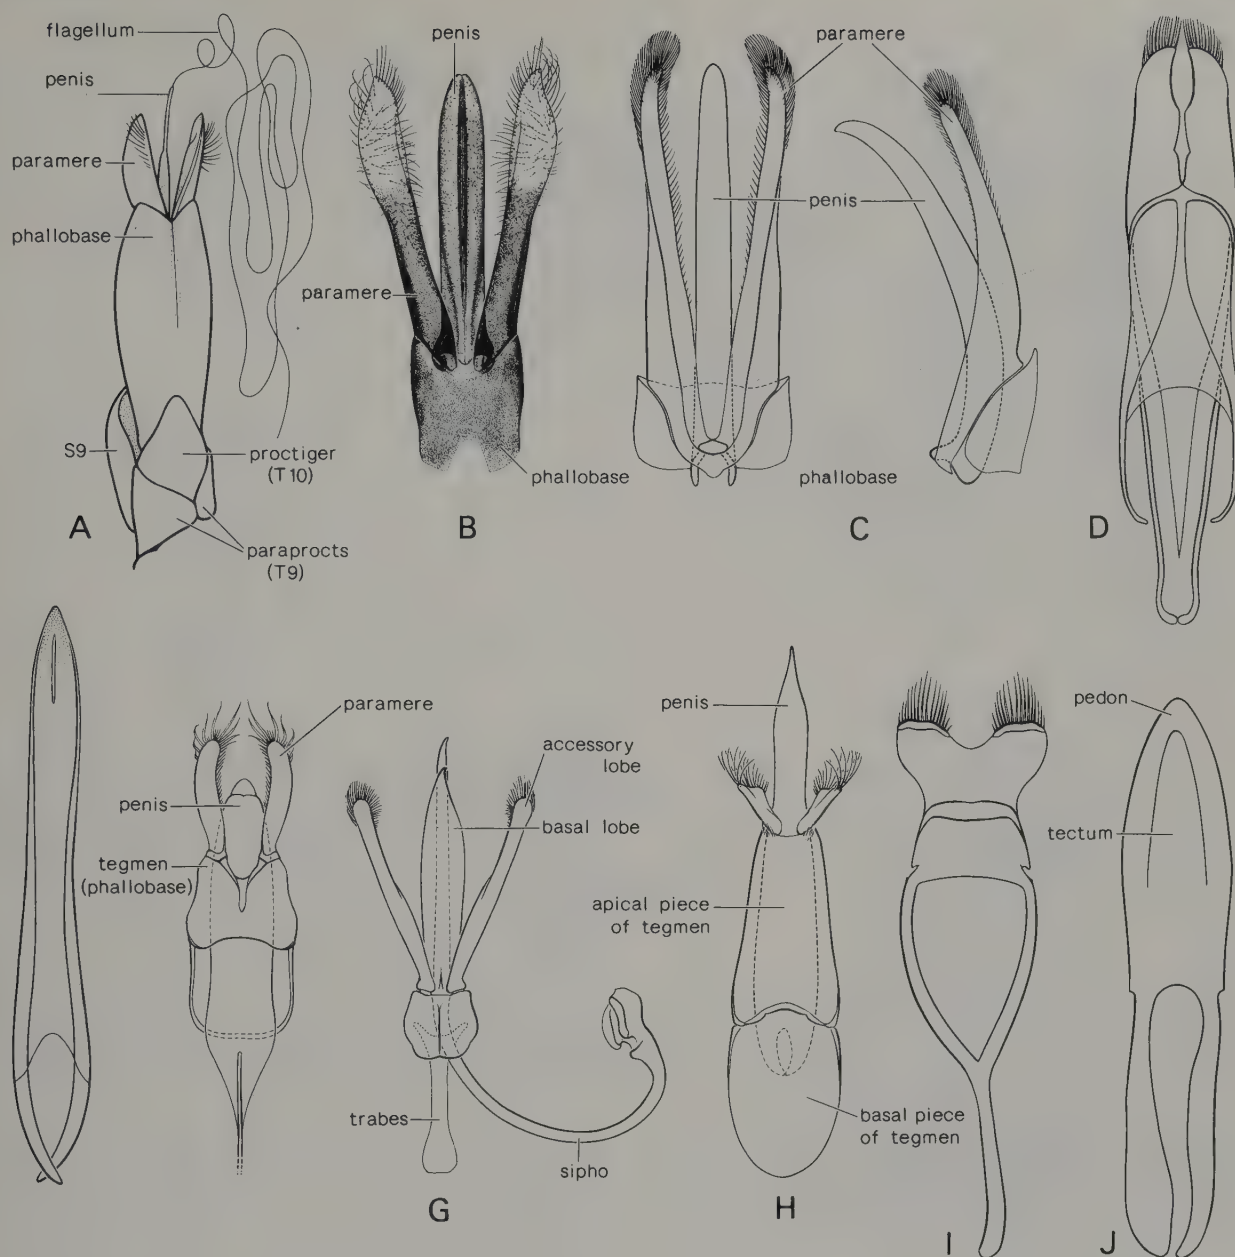 flagellum
penis
paramere
phallobase
S9
proctiger
(T10)
paraprocts
(T9)
A
penis
paramere
phallobase
B
paramere
penis
phallobase
C
D
paramere
penis
tegmen
(phallobase)
accessory
lobe
basal lobe
trabes
sipho
G
penis
apical piece
of tegmen
basal piece
of tegmen
H
I
pedon
tectum
J